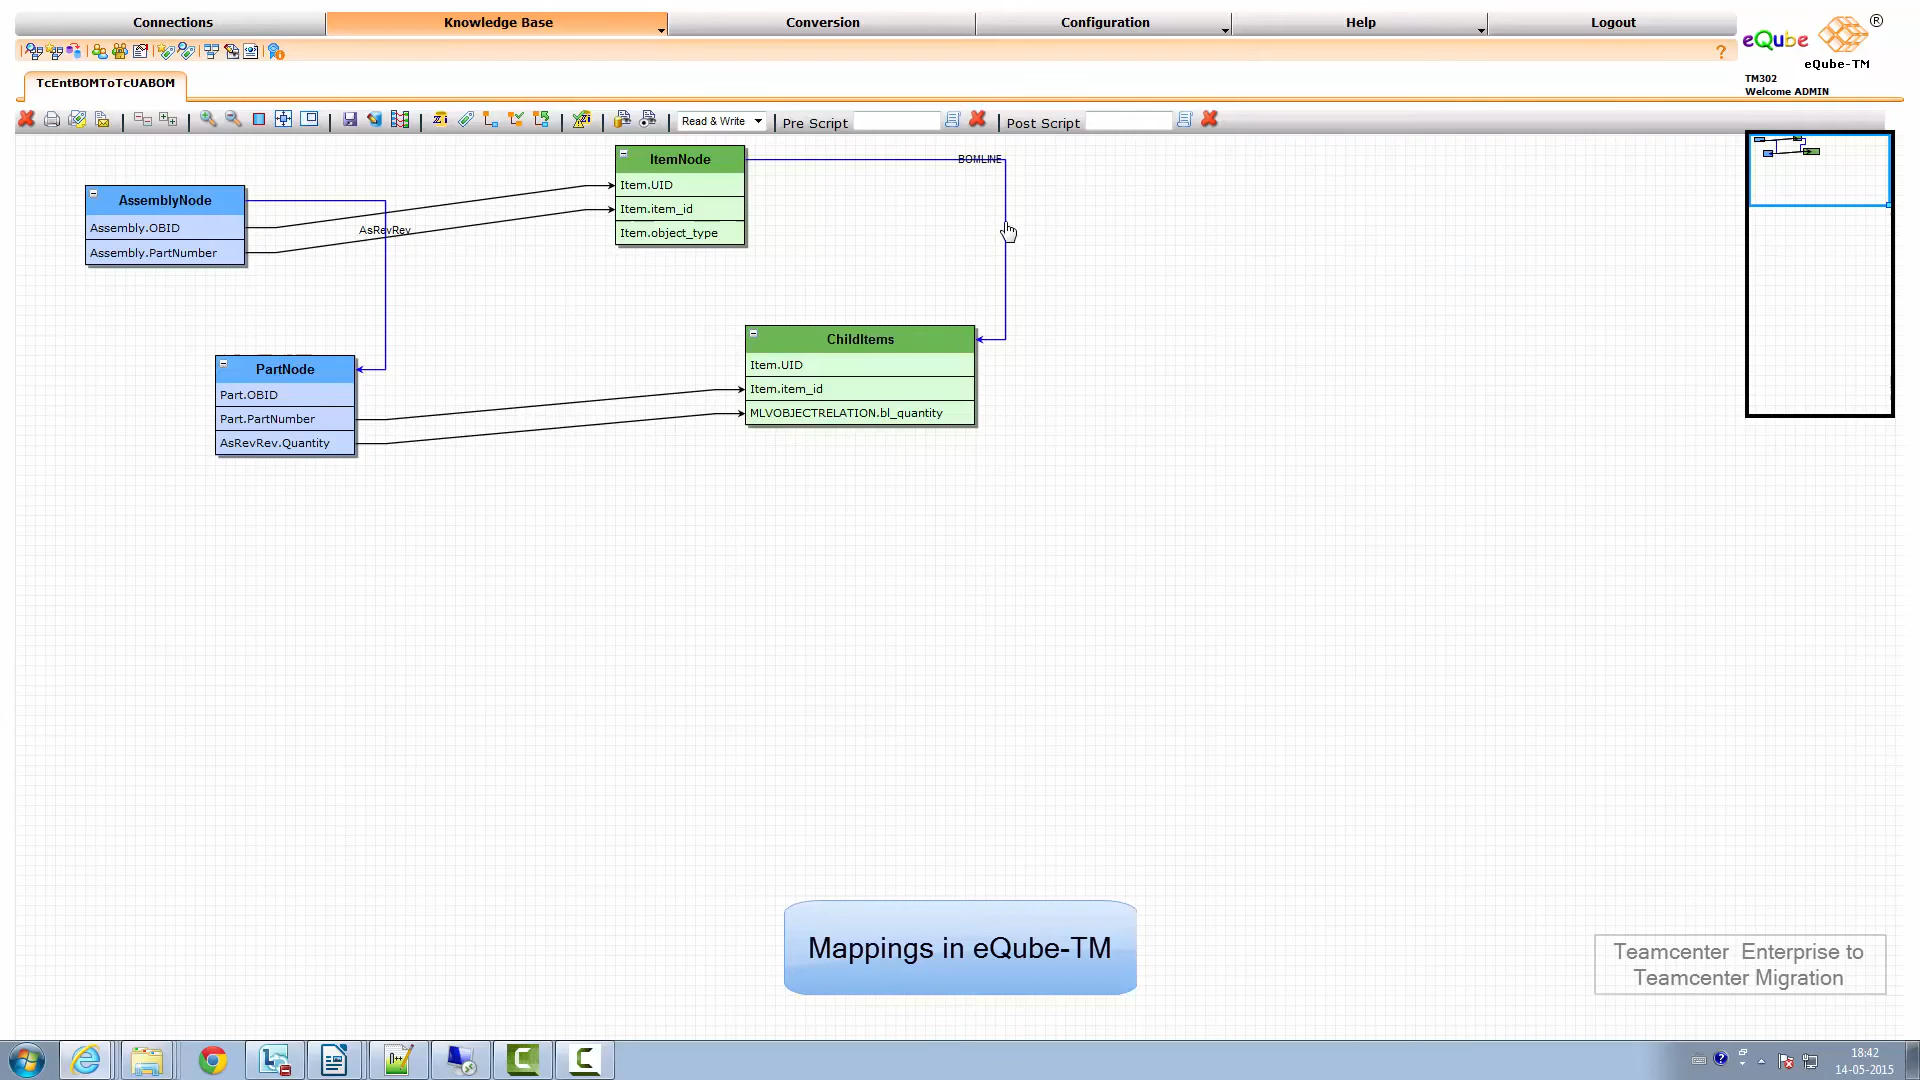 Connections
Knowledge Base
Conversion
Configuration
Help
Logout
eQube
®
eQube-TM
?
TcEntBOMToTcUABOM
TM302
Welcome ADMIN
Read & Write
Pre Script
Post Script
AssemblyNode
Assembly.OBID
Assembly.PartNumber
AsRevRev
ItemNode
Item.UID
Item.item_id
Item.object_type
BOMLINE
PartNode
Part.OBID
Part.PartNumber
AsRevRev.Quantity
ChildItems
Item.UID
Item.item_id
MLVOBJECTRELATION.bl_quantity
Mappings in eQube-TM
Teamcenter Enterprise to
Teamcenter Migration
18:42
14-05-2015